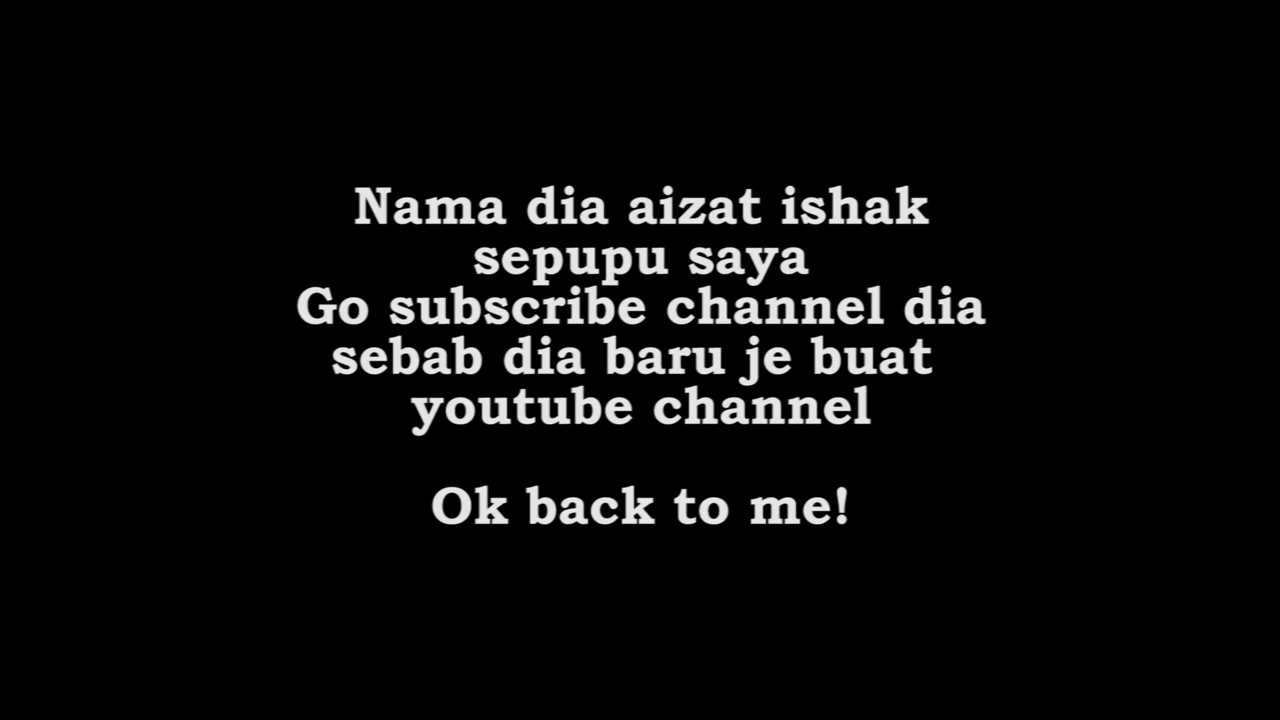 Nama dia aizat ishak
sepupu saya
Go subscribe channel dia
sebab dia baru je buat
youtube channel
Ok back to me!